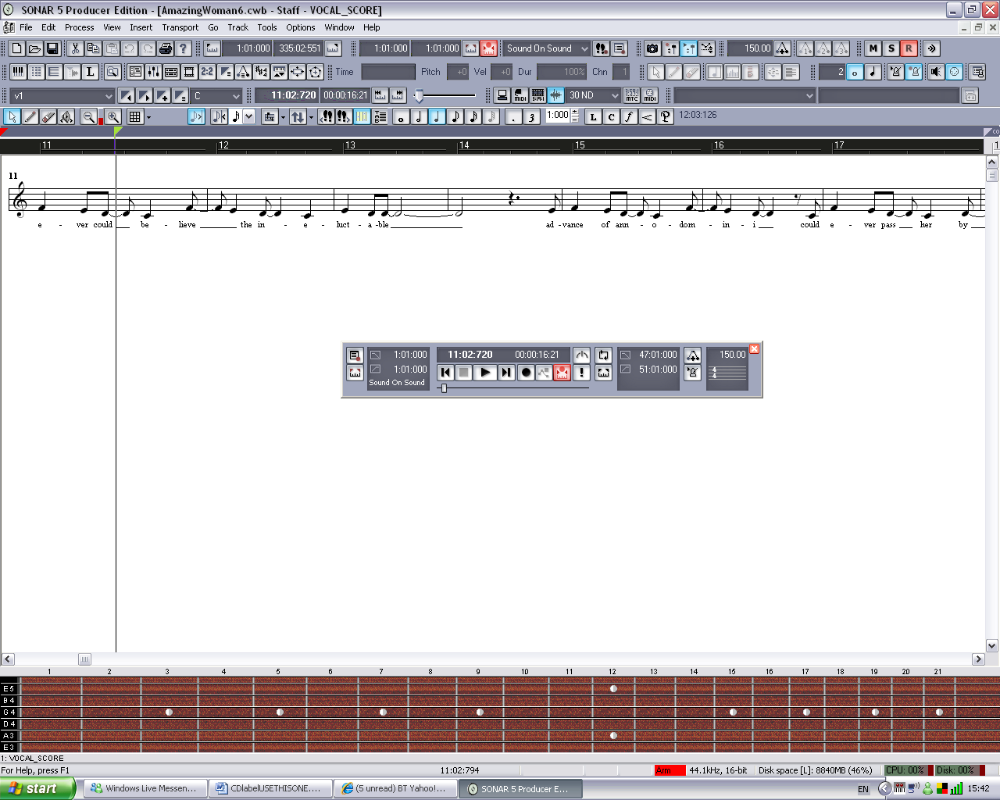 SONAR 5 Producer Edition - [AmazingWoman6.cwb - Staff - VOCAL_SCORE]
File Edit Process View Insert Transport Go Track Tools Options Window Help
1:01:000 335:02:551 1:01:000 1:01:000 Sound On Sound 150.00 M S R
L 2:2 Time Pitch +0 Vel +0 Dur 100% Chn 1 2
v1 C 11:02:720 00:00:16:21 MIDI 30 ND MTC MIDI
. 3 1:000 L C f < P 12:03:126
11 12 13 14 15 16 17 1
11
e - ver could be - lieve the in - e - luct - a -ble ad -vance of ann - o - dom - in - i could e - ver pass her by
1:01:000 11:02:720 00:00:16:21 47:01:000 150.00
1:01:000 51:01:000 4
Sound On Sound 4
1 2 3 4 5 6 7 8 9 10 11 12 13 14 15 16 17 18 19 20 21
E5
B4
G4
D4
A3
E3
1: VOCAL_SCORE
For Help, press F1 11:02:794 Arm 44.1kHz, 16-bit Disk space [L]: 8840MB (46%) CPU: 00% Disk: 00%
start Windows Live Messen... CDlabelUSETHISONE.... (5 unread) BT Yahoo!... SONAR 5 Producer E... EN 15:42